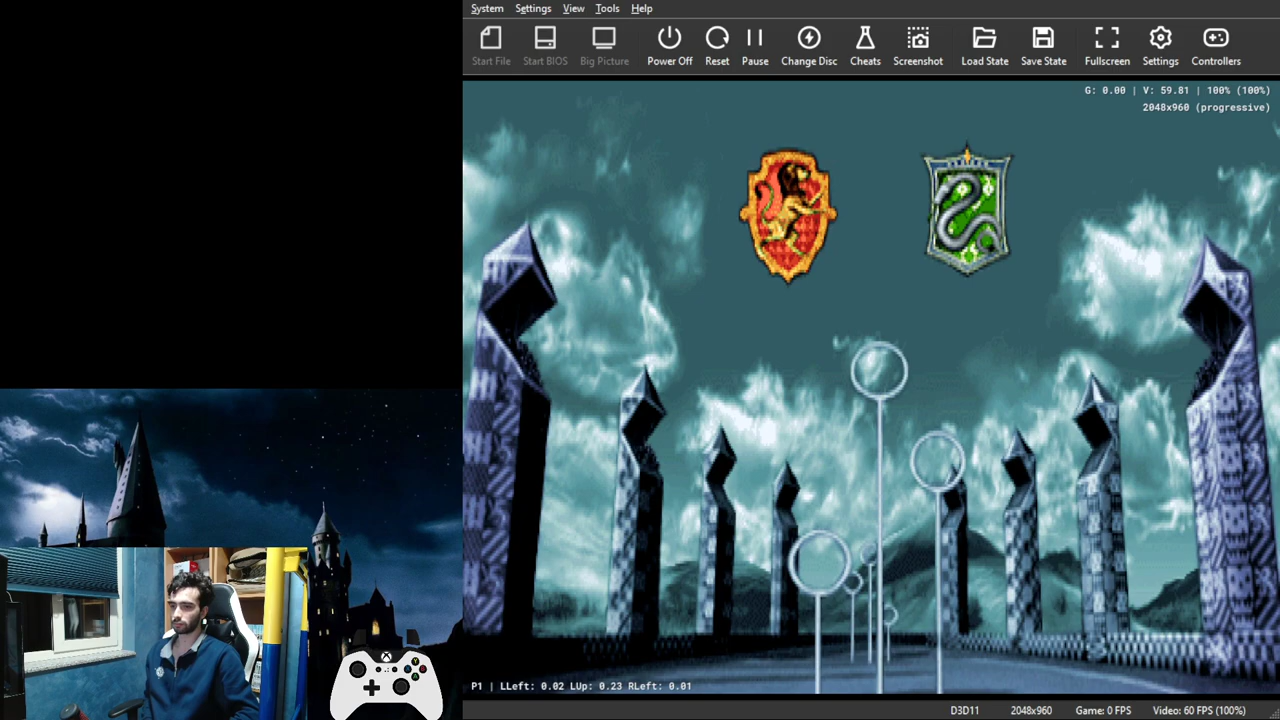 System Settings View Tools Help
Start File Start BIOS Big Picture Power Off Reset Pause Change Disc Cheats Screenshot Load State Save State Fullscreen Settings Controllers
G: 0.00 | V: 59.81 | 100% (100%)
2048x960 (progressive)
P1 | LLeft: 0.02 LUp: 0.23 RLeft: 0.01
D3D11 2048x960 Game: 0 FPS Video: 60 FPS (100%)